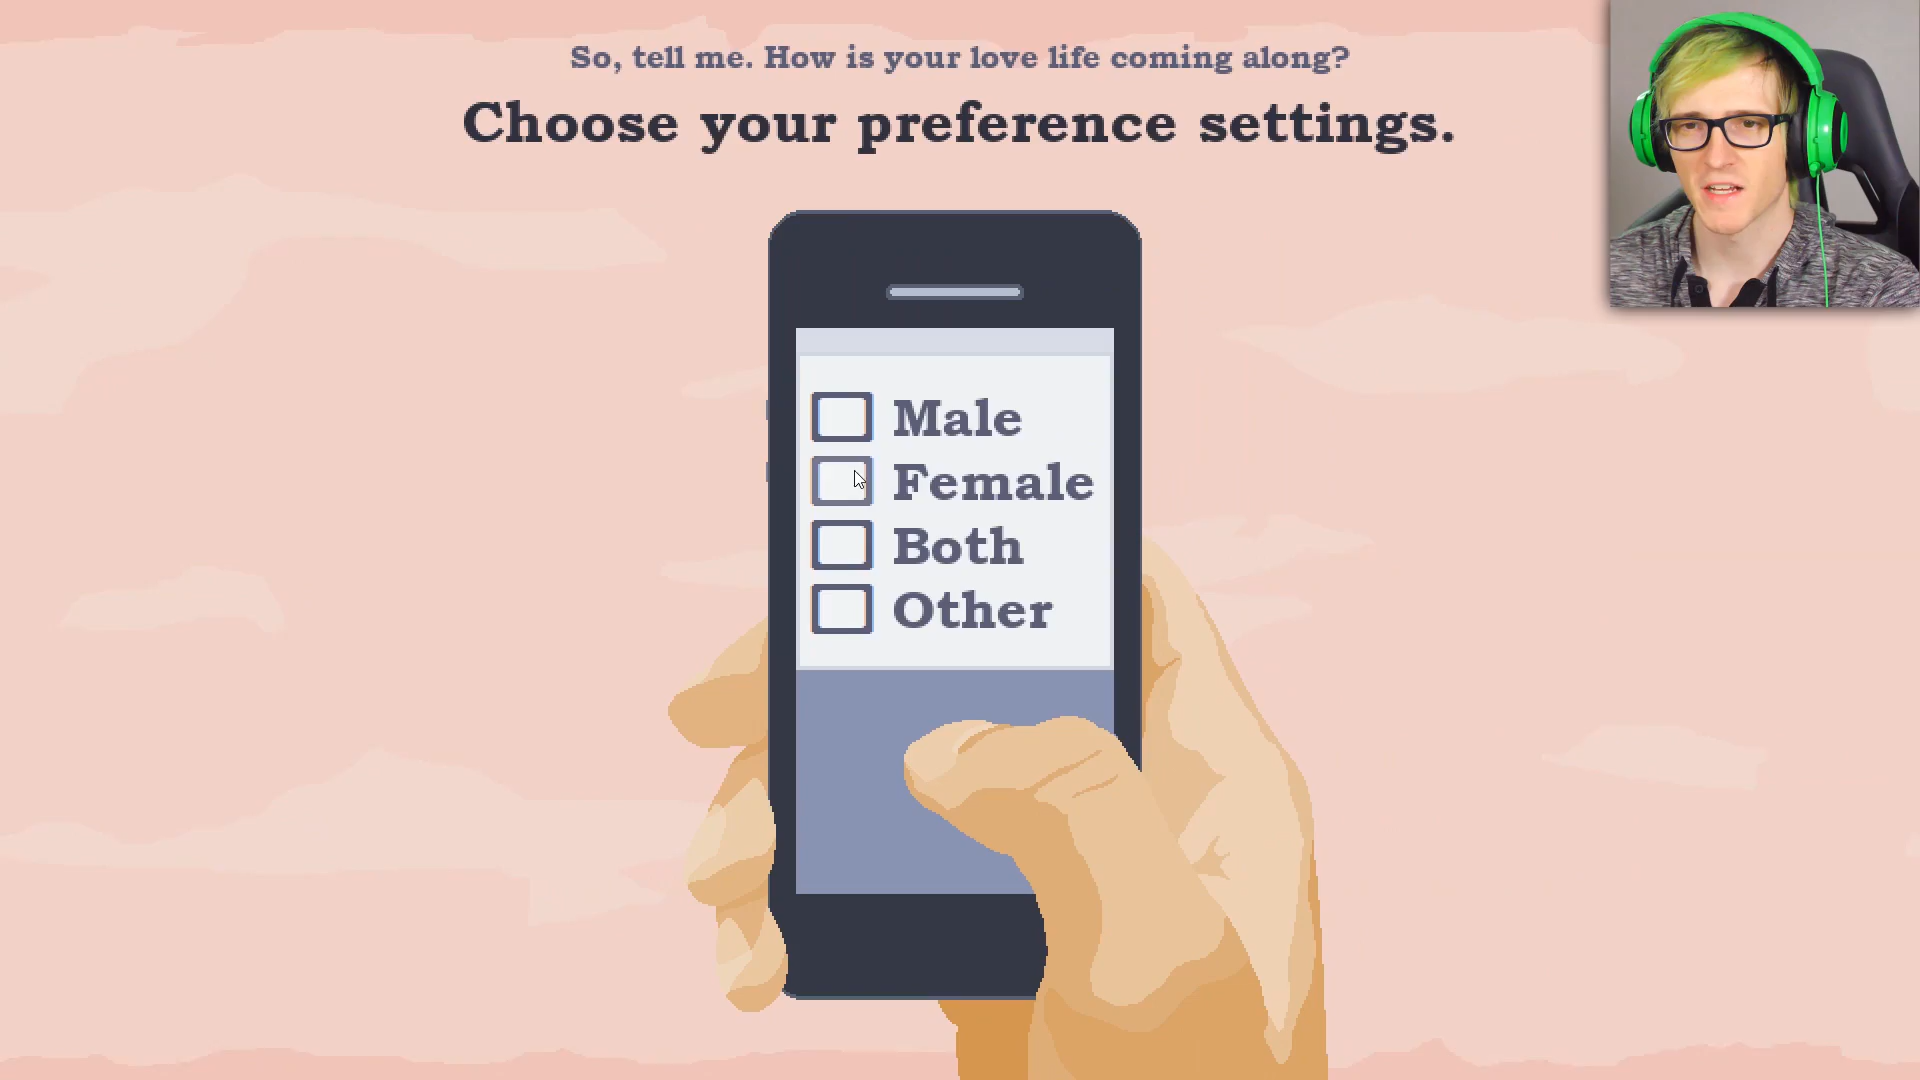 So, tell me. How is your love life coming along?
Choose your preference settings.
Male
Female
Both
Other